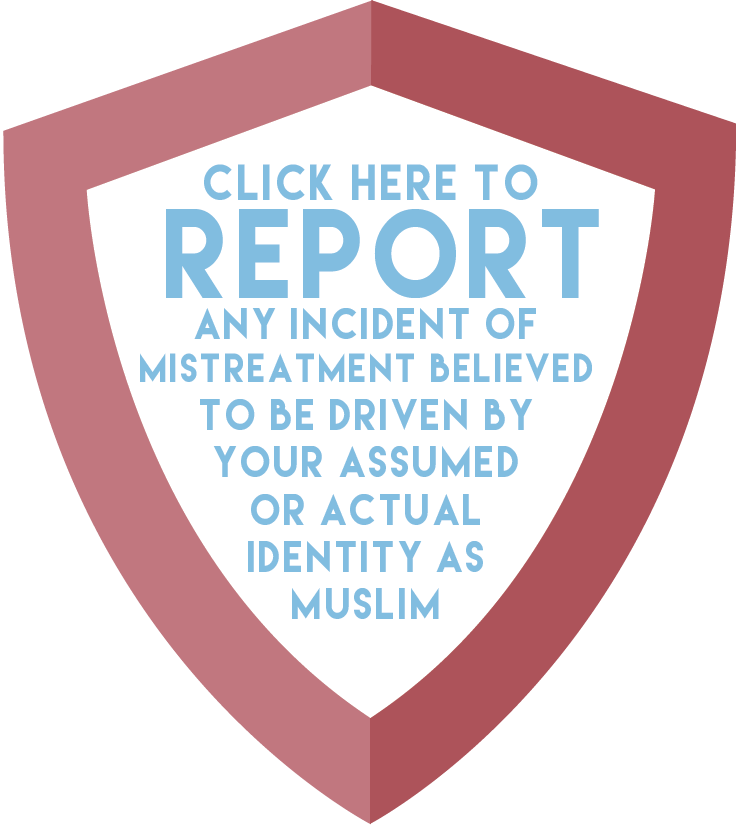 CLICK HERE TO
REPORT
ANY INCIDENT OF
MISTREATMENT BELIEVED
TO BE DRIVEN BY
YOUR ASSUMED
OR ACTUAL
IDENTITY AS
MUSLIM